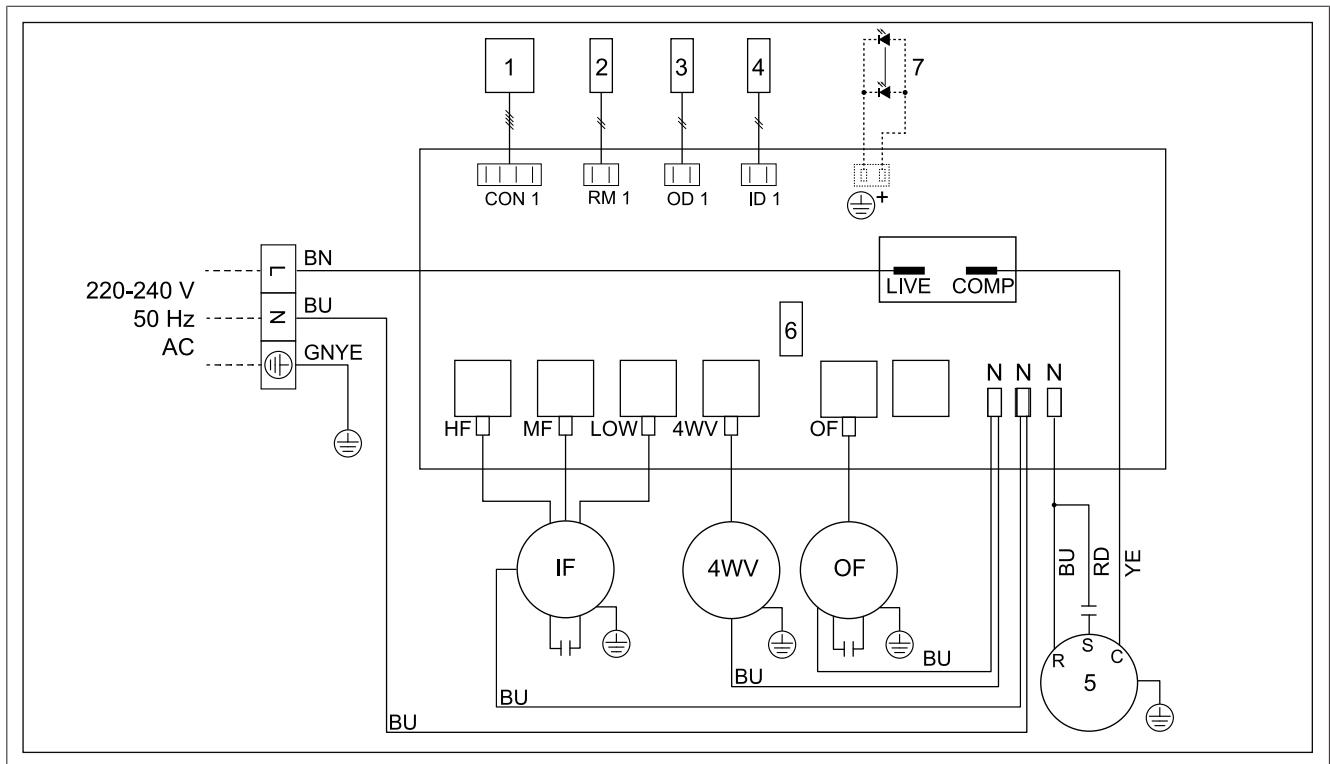 1 2 3 4 7
CON 1 RM 1 OD 1 ID 1 +
L BN
220-240 V
50 Hz
AC
N BU
GNYE
LIVE COMP
6
N N N
HF MF LOW 4WV OF
IF 4WV OF
BU RD YE
R S C
5
BU
BU
BU
BU